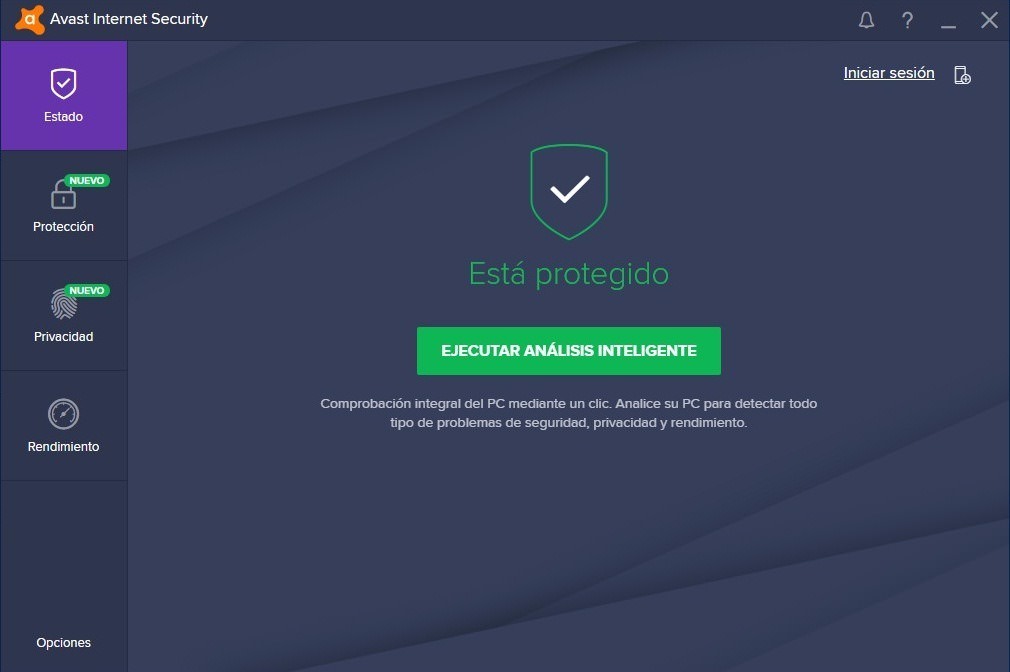 Avast Internet Security
?
Iniciar sesión
Estado
NUEVO
Protección
NUEVO
Privacidad
Rendimiento
Opciones
Está protegido
EJECUTAR ANÁLISIS INTELIGENTE
Comprobación integral del PC mediante un clic. Analice su PC para detectar todo
tipo de problemas de seguridad, privacidad y rendimiento.